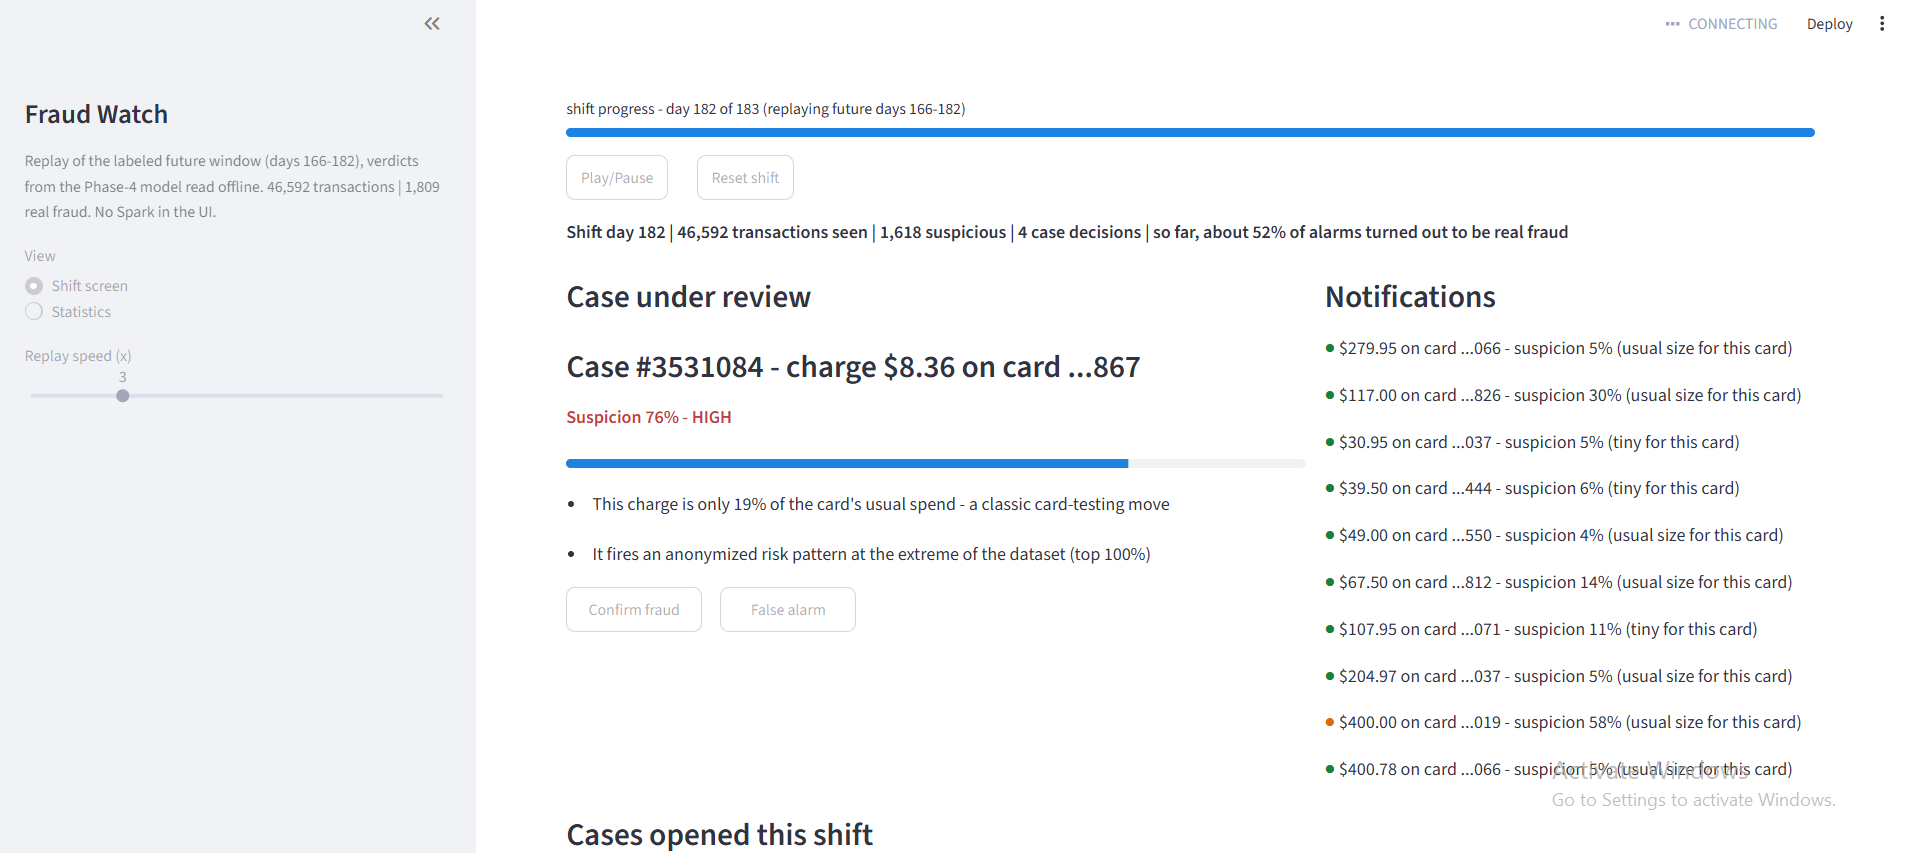 CONNECTING
Deploy
Fraud Watch
Replay of the labeled future window (days 166-182), verdicts
from the Phase-4 model read offline. 46,592 transactions | 1,809
real fraud. No Spark in the UI.
View
Shift screen
Statistics
Replay speed (x)
3
shift progress - day 182 of 183 (replaying future days 166-182)
Play/Pause
Reset shift
Shift day 182 | 46,592 transactions seen | 1,618 suspicious | 4 case decisions | so far, about 52% of alarms turned out to be real fraud
Case under review
Case #3531084 - charge $8.36 on card ...867
Suspicion 76% - HIGH
• This charge is only 19% of the card's usual spend - a classic card-testing move
• It fires an anonymized risk pattern at the extreme of the dataset (top 100%)
Confirm fraud
False alarm
Notifications
$279.95 on card ...066 - suspicion 5% (usual size for this card)
$117.00 on card ...826 - suspicion 30% (usual size for this card)
$30.95 on card ...037 - suspicion 5% (tiny for this card)
$39.50 on card ...444 - suspicion 6% (tiny for this card)
$49.00 on card ...550 - suspicion 4% (usual size for this card)
$67.50 on card ...812 - suspicion 14% (usual size for this card)
$107.95 on card ...071 - suspicion 11% (tiny for this card)
$204.97 on card ...037 - suspicion 5% (usual size for this card)
$400.00 on card ...019 - suspicion 58% (usual size for this card)
$400.78 on card ...066 - suspicion 5% (usual size for this card)
Activate Windows
Go to Settings to activate Windows.
Cases opened this shift